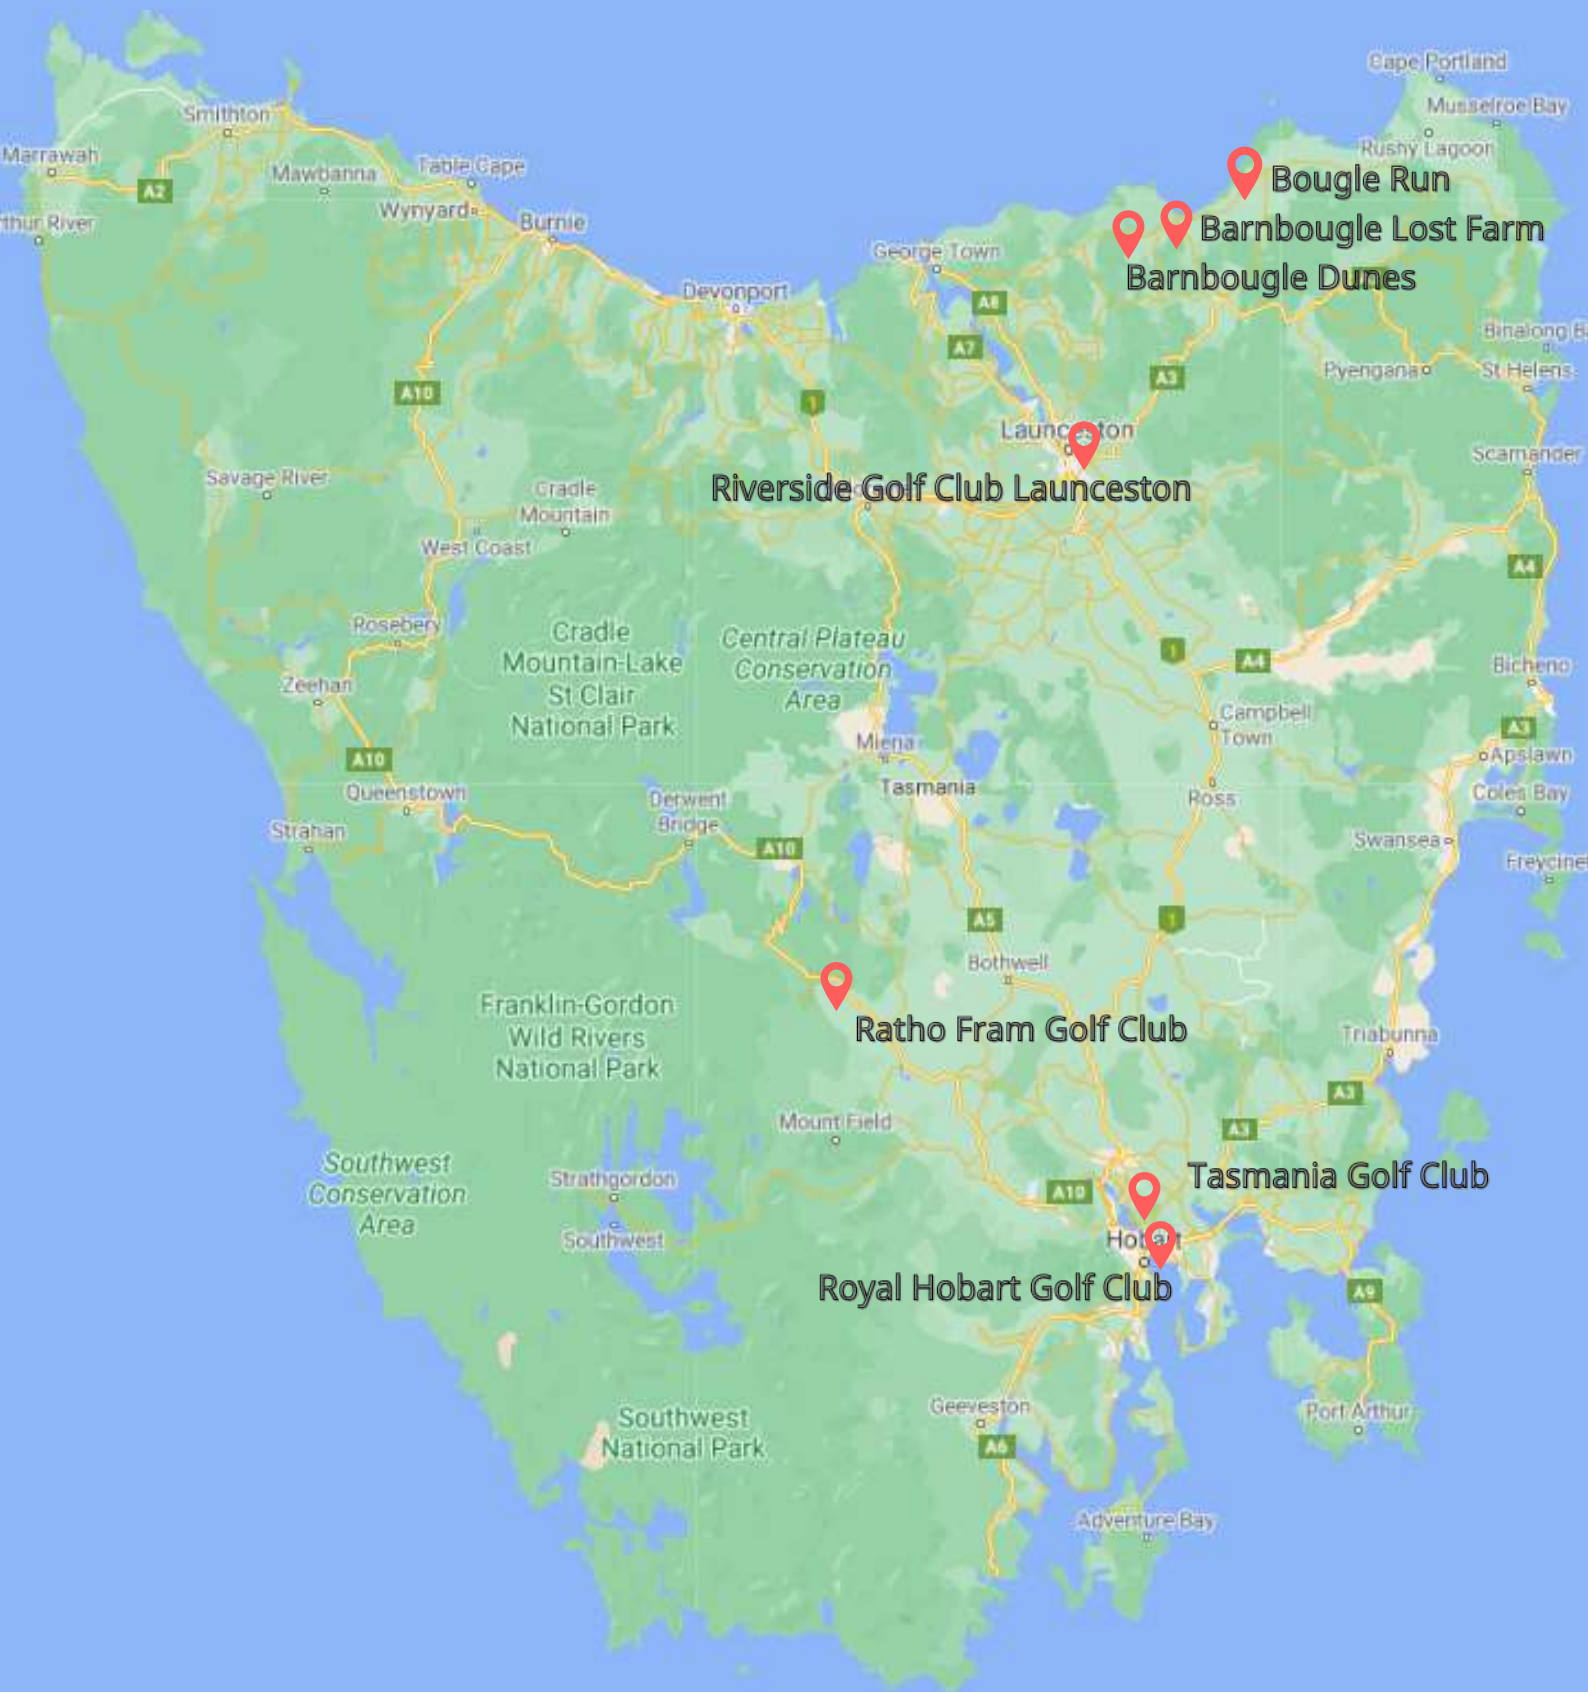 Cape Portland
Musselroe Bay
Smithton
Rushy Lagoon
Marrawah
Table Cape
Mawbanna
A2
Bougle Run
Wynyard
Burnie
thur River
Barnbougle Lost Farm
George Town
Barnbougle Dunes
Devonport
A8
Binalong B
A7
Pyengana
St Helens
A3
A10
1
Launceston
Scamander
Savage River
Riverside Golf Club Launceston
Cradle
Mountain
West Coast
A4
Rosebery
Cradle
Mountain-Lake
St Clair
National Park
Central Plateau
Conservation
Area
1
A4
Bicheno
Zeehan
Campbell
Town
A3
Miena
Apslawn
A10
Tasmania
Queenstown
Derwent
Bridge
Ross
Coles Bay
Strahan
A10
Swansea
Freycine
A5
1
Bothwell
Franklin-Gordon
Wild Rivers
National Park
Ratho Fram Golf Club
Triabunna
A3
Mount Field
A3
Southwest
Conservation
Area
Strathgordon
Tasmania Golf Club
A10
Southwest
Hobart
Royal Hobart Golf Club
A9
Geeveston
Port Arthur
Southwest
National Park
A6
Adventure Bay